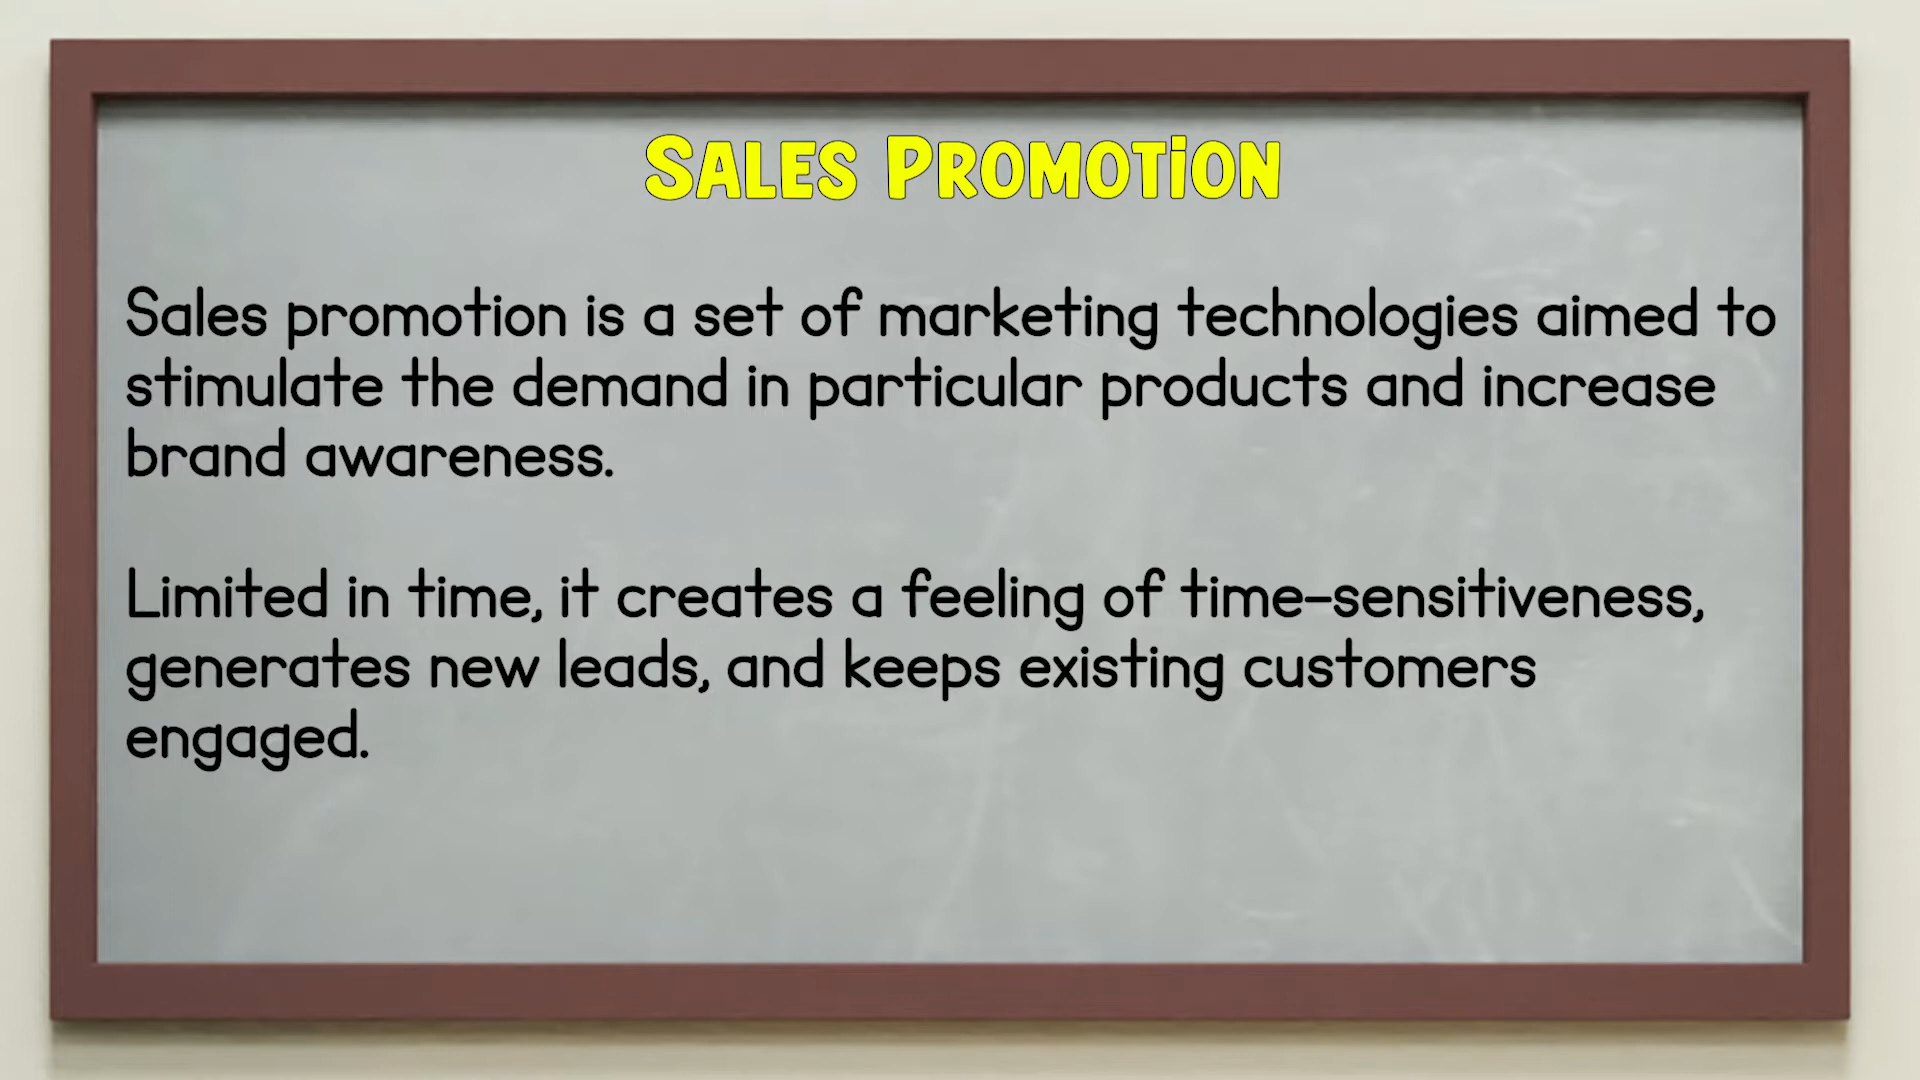 Sales Promotion
Sales promotion is a set of marketing technologies aimed to
stimulate the demand in particular products and increase
brand awareness.
Limited in time, it creates a feeling of time-sensitiveness,
generates new leads, and keeps existing customers
engaged.